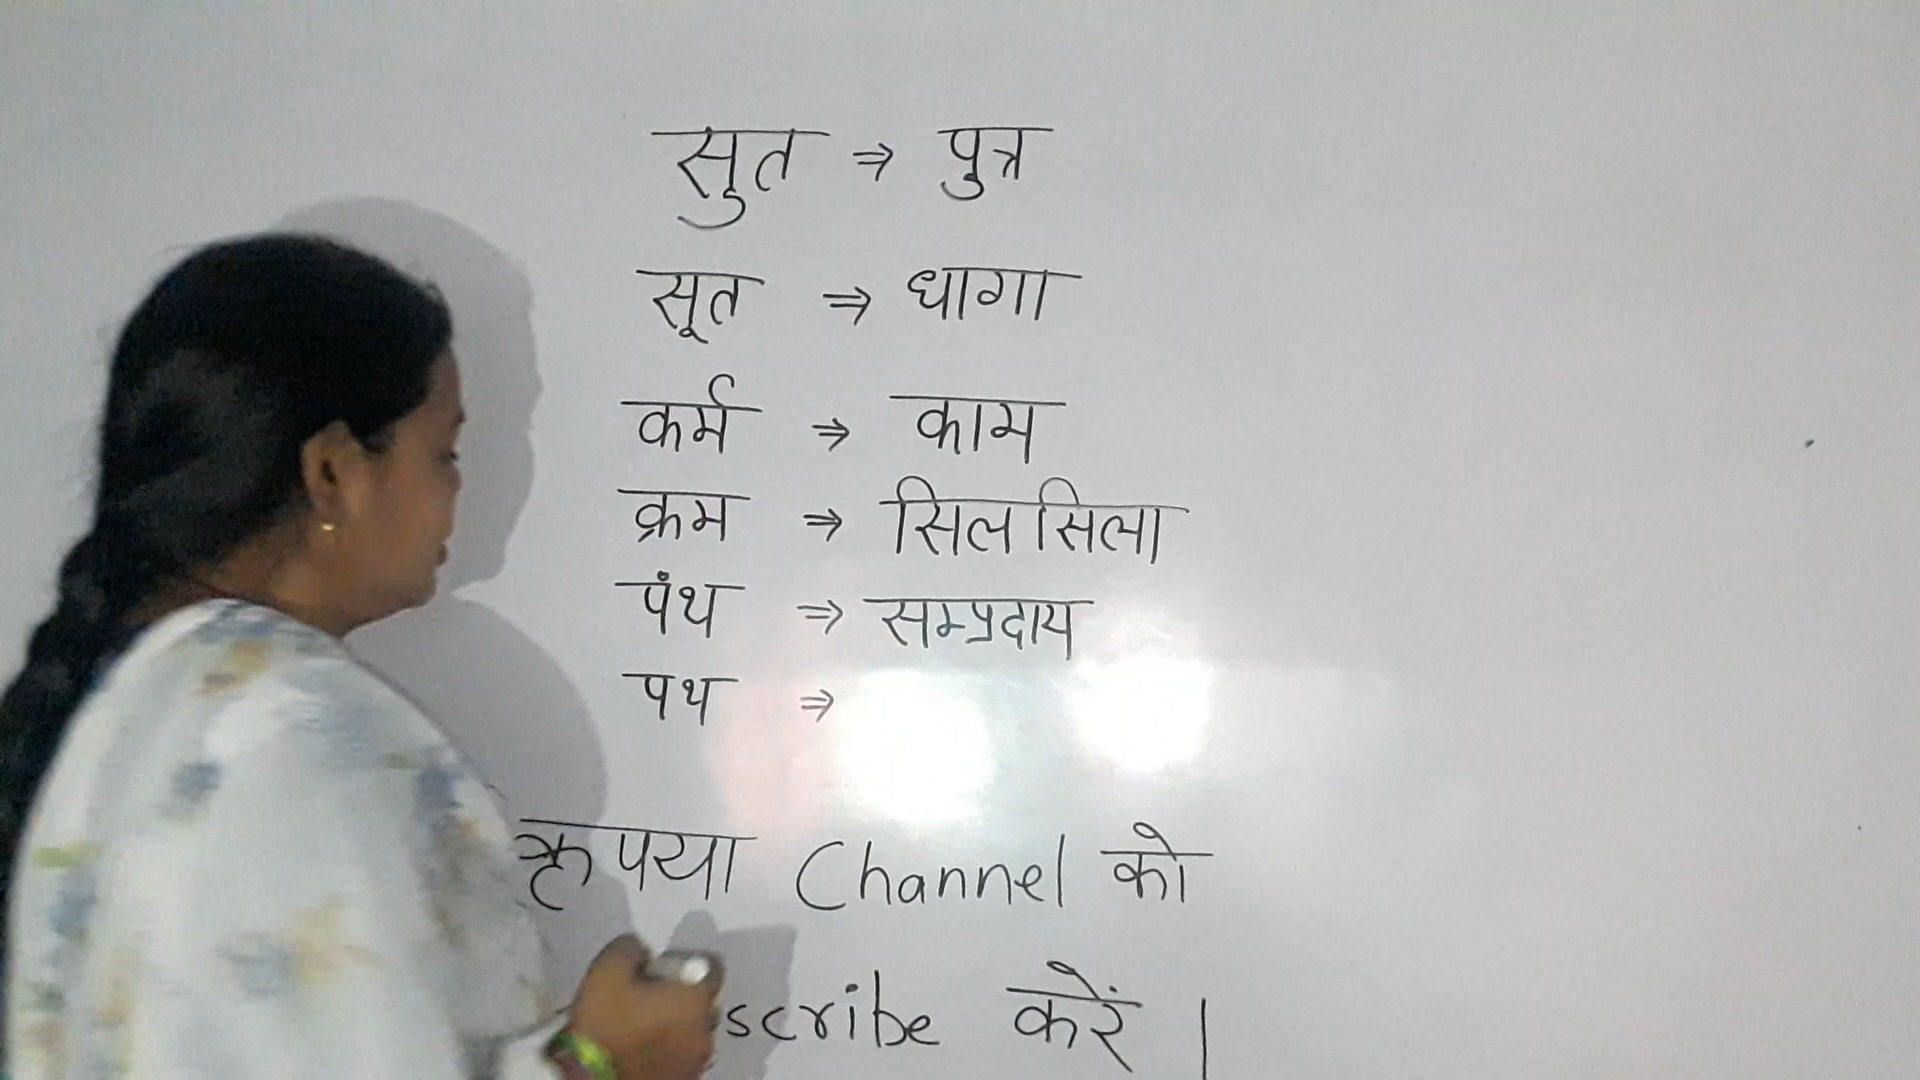 सुत ⇒ पुत्र
सूत ⇒ धागा
कर्म ⇒ काम
क्रम ⇒ सिलसिला
पंथ ⇒ सम्प्रदाय
पथ ⇒
कृपया Channel को
scribe करें।